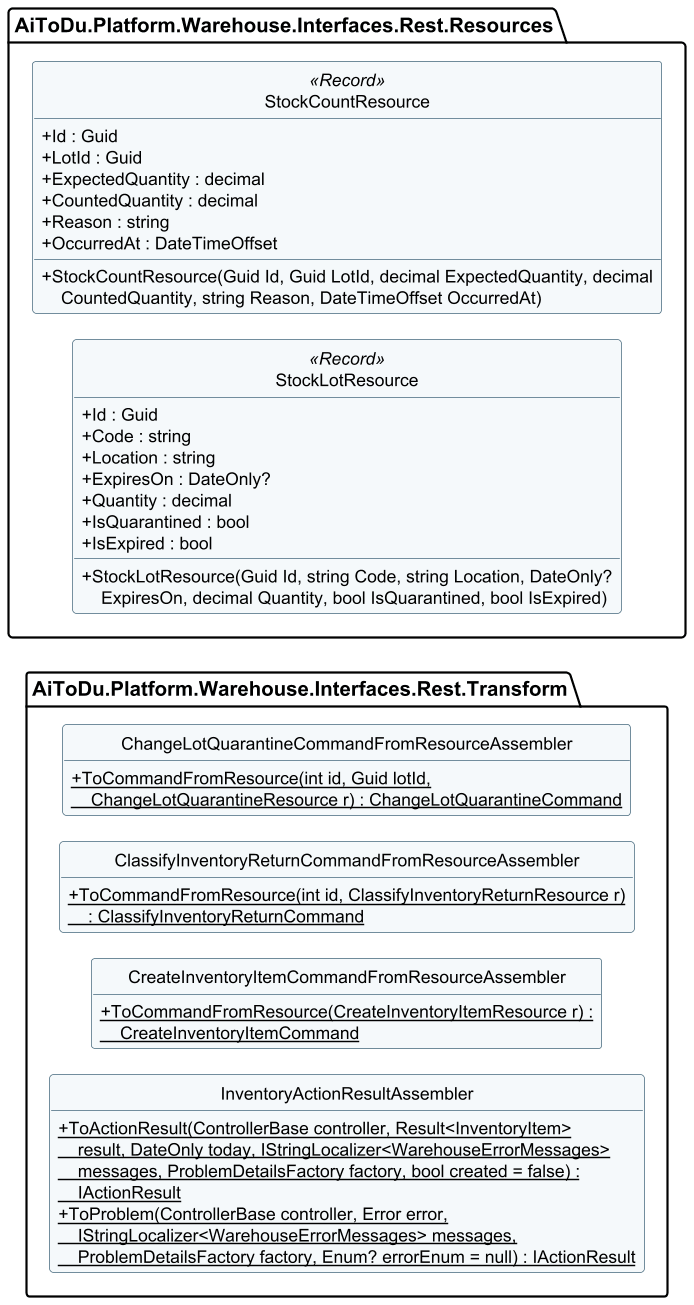 AiToDu.Platform.Warehouse.Interfaces.Rest.Resources
«Record»
StockCountResource
+Id : Guid
+LotId : Guid
+ExpectedQuantity : decimal
+CountedQuantity : decimal
+Reason : string
+OccurredAt : DateTimeOffset
+StockCountResource(Guid Id, Guid LotId, decimal ExpectedQuantity, decimal
CountedQuantity, string Reason, DateTimeOffset OccurredAt)
«Record»
StockLotResource
+Id : Guid
+Code : string
+Location : string
+ExpiresOn : DateOnly?
+Quantity : decimal
+IsQuarantined : bool
+IsExpired : bool
+StockLotResource(Guid Id, string Code, string Location, DateOnly?
ExpiresOn, decimal Quantity, bool IsQuarantined, bool IsExpired)
AiToDu.Platform.Warehouse.Interfaces.Rest.Transform
ChangeLotQuarantineCommandFromResourceAssembler
+ToCommandFromResource(int id, Guid lotId,
ChangeLotQuarantineResource r) : ChangeLotQuarantineCommand
ClassifyInventoryReturnCommandFromResourceAssembler
+ToCommandFromResource(int id, ClassifyInventoryReturnResource r)
: ClassifyInventoryReturnCommand
CreateInventoryItemCommandFromResourceAssembler
+ToCommandFromResource(CreateInventoryItemResource r) :
CreateInventoryItemCommand
InventoryActionResultAssembler
+ToActionResult(ControllerBase controller, Result<InventoryItem>
result, DateOnly today, IStringLocalizer<WarehouseErrorMessages>
messages, ProblemDetailsFactory factory, bool created = false) :
IActionResult
+ToProblem(ControllerBase controller, Error error,
IStringLocalizer<WarehouseErrorMessages> messages,
ProblemDetailsFactory factory, Enum? errorEnum = null) : IActionResult